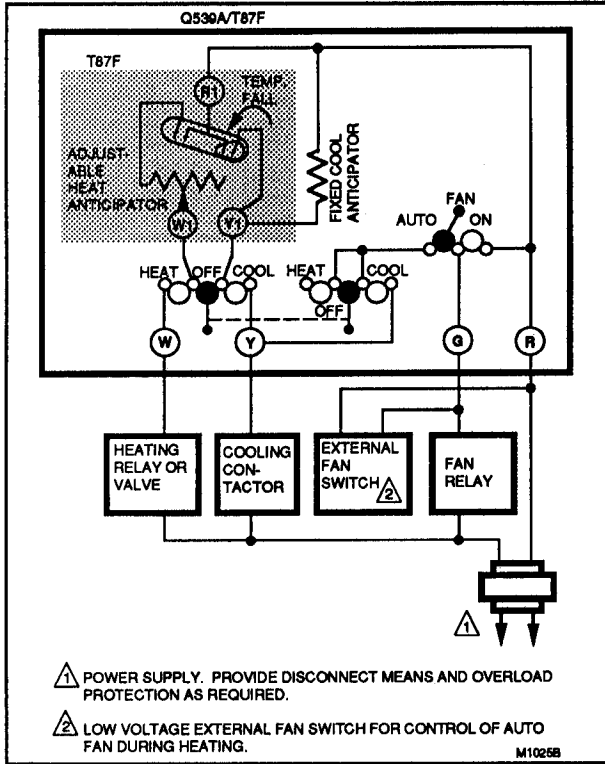 Q539A/T87F
T87F
R1
TEMP.
FALL
ADJUST-
ABLE
HEAT
ANTICIPATOR
W1
Y1
FIXED COOL
ANTICIPATOR
FAN
AUTO ON
HEAT OFF COOL
HEAT COOL
OFF
W
Y
G
R
HEATING
RELAY OR
VALVE
COOLING
CON-
TACTOR
EXTERNAL
FAN
SWITCH 2
FAN
RELAY
1
1 POWER SUPPLY. PROVIDE DISCONNECT MEANS AND OVERLOAD
PROTECTION AS REQUIRED.
2 LOW VOLTAGE EXTERNAL FAN SWITCH FOR CONTROL OF AUTO
FAN DURING HEATING.
M1025B